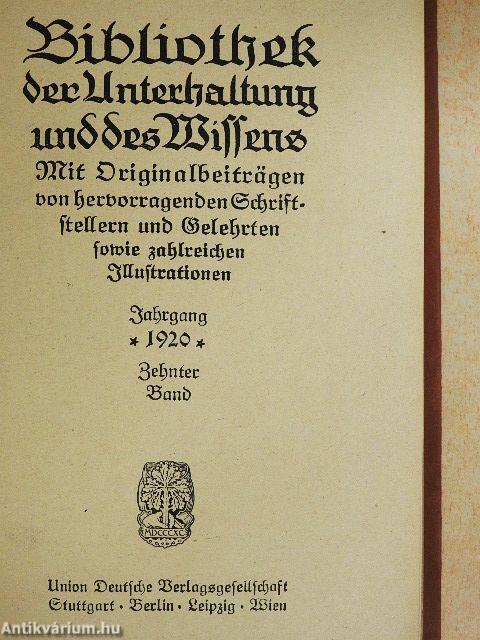 Bibliothek
der Unterhaltung
und des Wissens
Mit Originalbeiträgen
von hervorragenden Schrift-
stellern und Gelehrten
sowie zahlreichen
Illustrationen
Jahrgang
* 1920 *
Zehnter
Band
MDCCCXC
Union Deutsche Verlagsgesellschaft
Stuttgart · Berlin · Leipzig · Wien
Antikvárium.hu